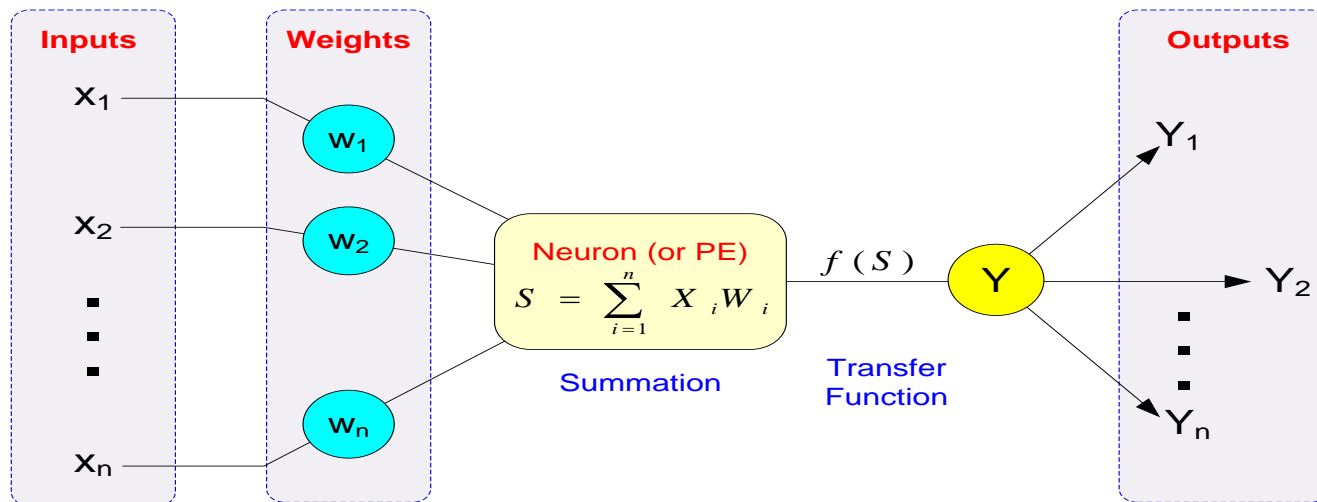 Inputs
Weights
Outputs
x₁
w₁
Y₁
x₂
w₂
Neuron (or PE)
S = ∑ⁿᵢ₌₁ X ᵢ W ᵢ
f ( S )
Y
Y₂
Summation
Transfer
Function
wₙ
Yₙ
xₙ